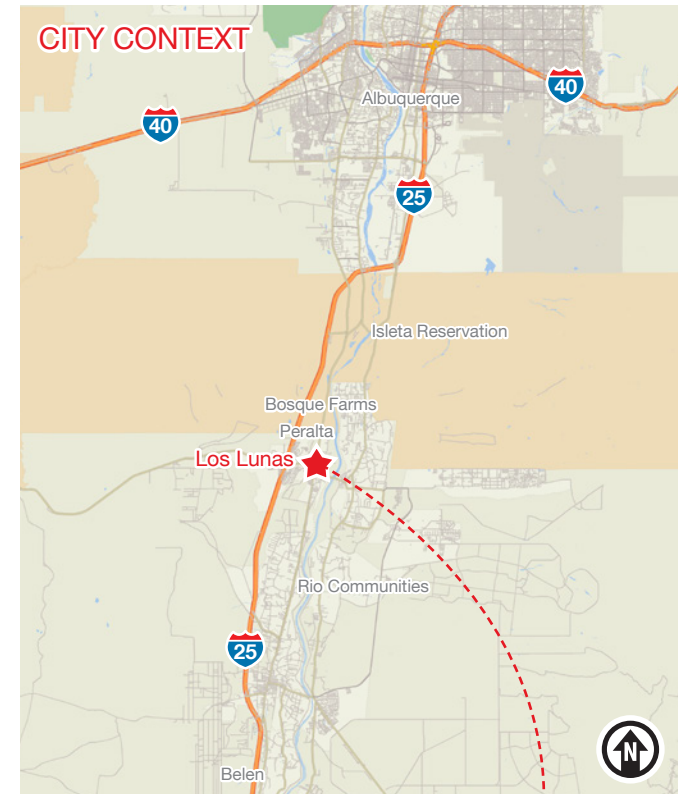 CITY CONTEXT
Albuquerque
40
40
25
Isleta Reservation
Bosque Farms
Peralta
Los Lunas
Rio Communities
25
N
Belen